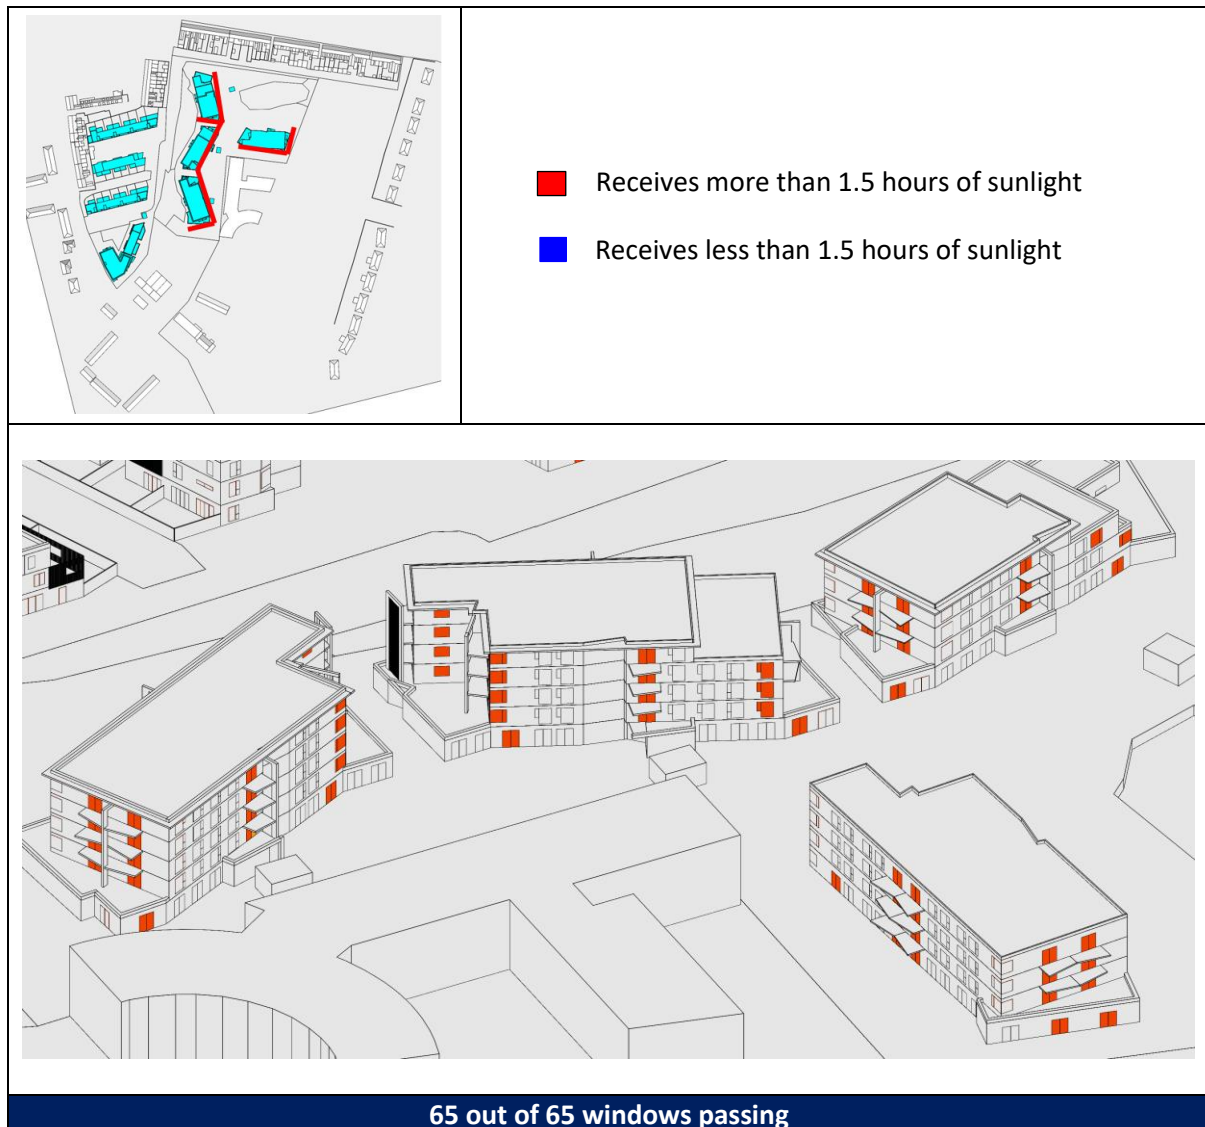 Receives more than 1.5 hours of sunlight
Receives less than 1.5 hours of sunlight
65 out of 65 windows passing